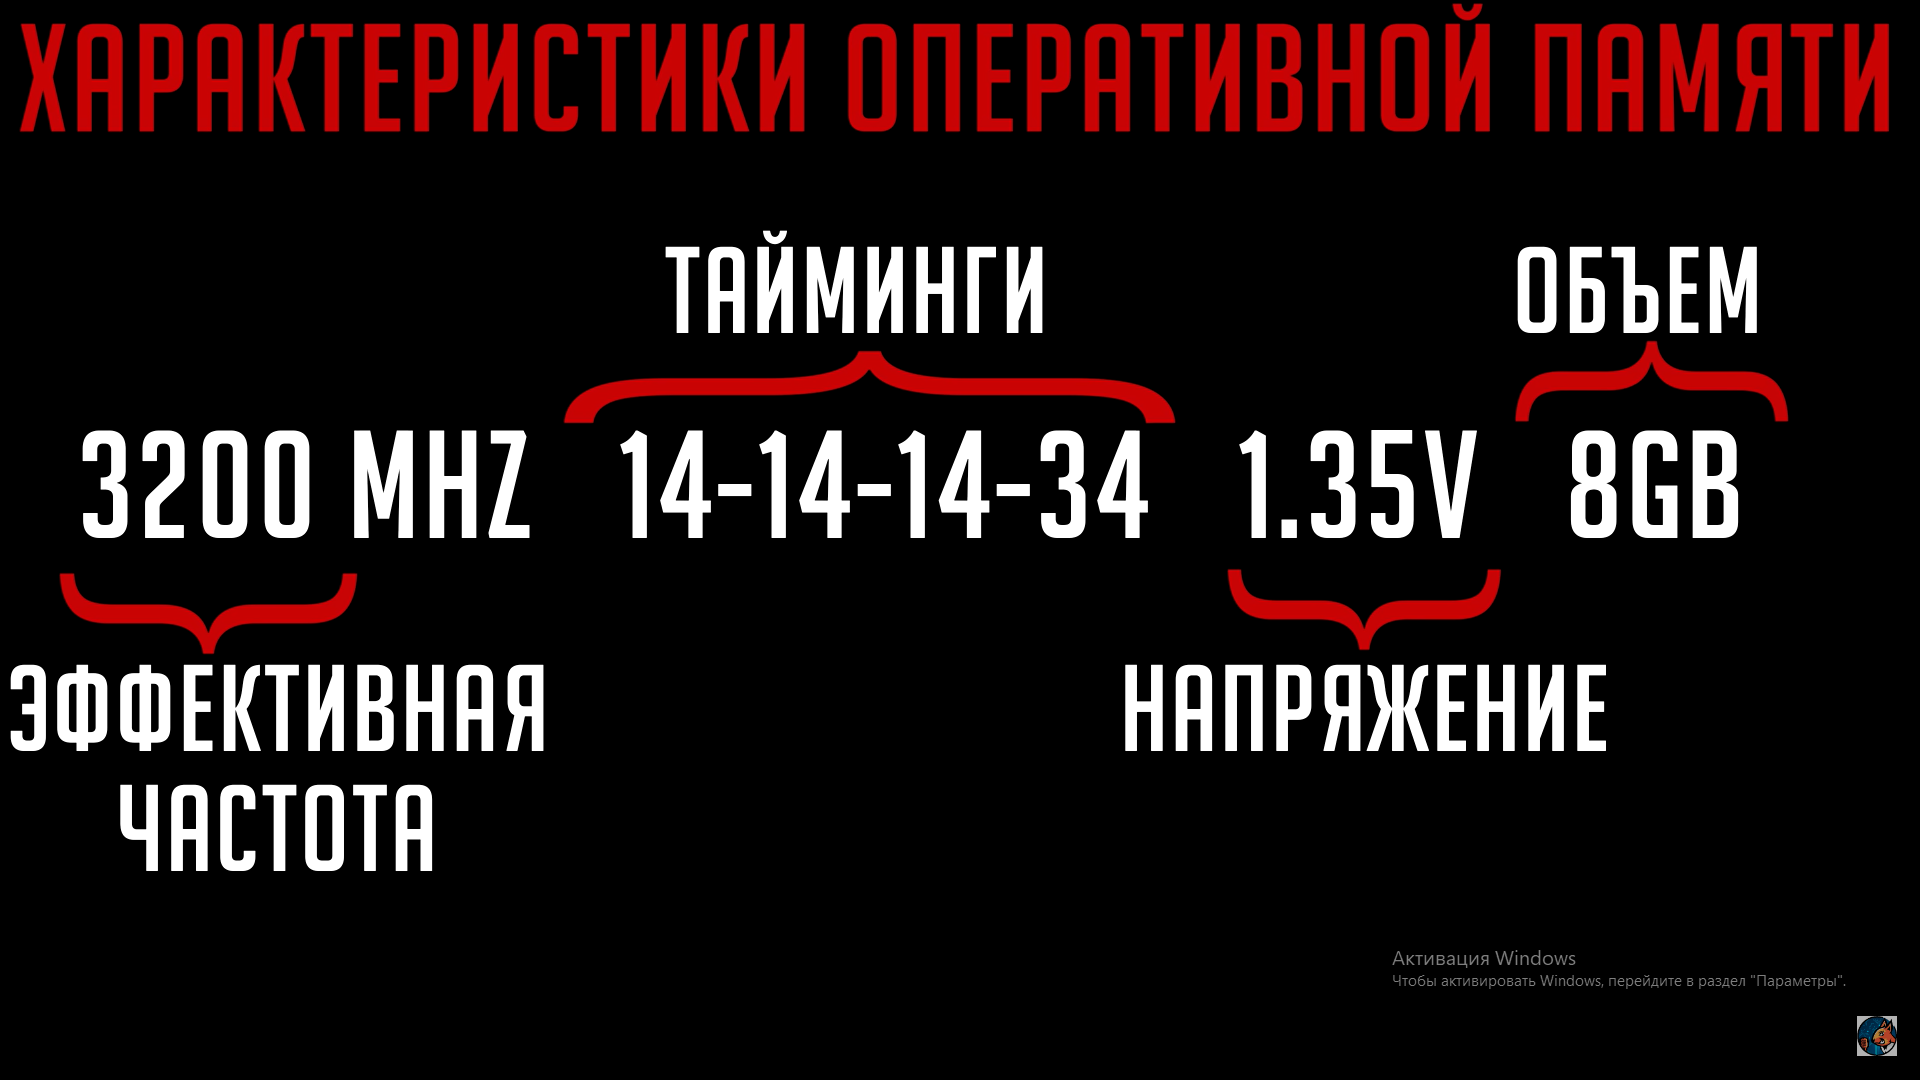 ХАРАКТЕРИСТИКИ ОПЕРАТИВНОЙ ПАМЯТИ
ТАЙМИНГИ
ОБЪЕМ
3200 MHZ 14-14-14-34 1.35V 8GB
ЭФФЕКТИВНАЯ
ЧАСТОТА
НАПРЯЖЕНИЕ
Активация Windows
Чтобы активировать Windows, перейдите в раздел "Параметры".